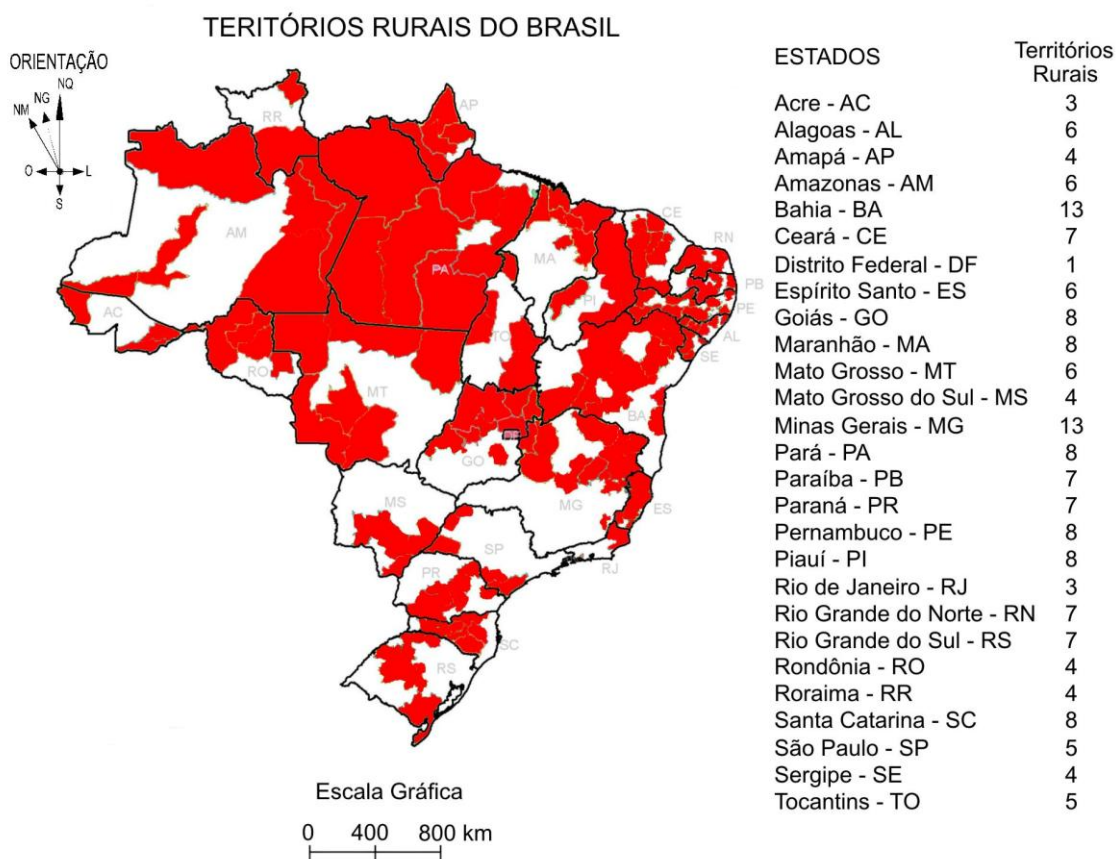 TERITÓRIOS RURAIS DO BRASIL
ORIENTAÇÃO
NQ
NG
NM
O
L
S
ESTADOS Territórios Rurais
Acre - AC 3
Alagoas - AL 6
Amapá - AP 4
Amazonas - AM 6
Bahia - BA 13
Ceará - CE 7
Distrito Federal - DF 1
Espírito Santo - ES 6
Goiás - GO 8
Maranhão - MA 8
Mato Grosso - MT 6
Mato Grosso do Sul - MS 4
Minas Gerais - MG 13
Pará - PA 8
Paraíba - PB 7
Paraná - PR 7
Pernambuco - PE 8
Piauí - PI 8
Rio de Janeiro - RJ 3
Rio Grande do Norte - RN 7
Rio Grande do Sul - RS 7
Rondônia - RO 4
Roraima - RR 4
Santa Catarina - SC 8
São Paulo - SP 5
Sergipe - SE 4
Tocantins - TO 5
RR
AP
AM
PA
MA
CE
RN
PB
PE
AL
SE
PI
AC
TO
RO
MT
BA
DF
GO
MG
ES
MS
SP
RJ
PR
SC
RS
Escala Gráfica
0 400 800 km